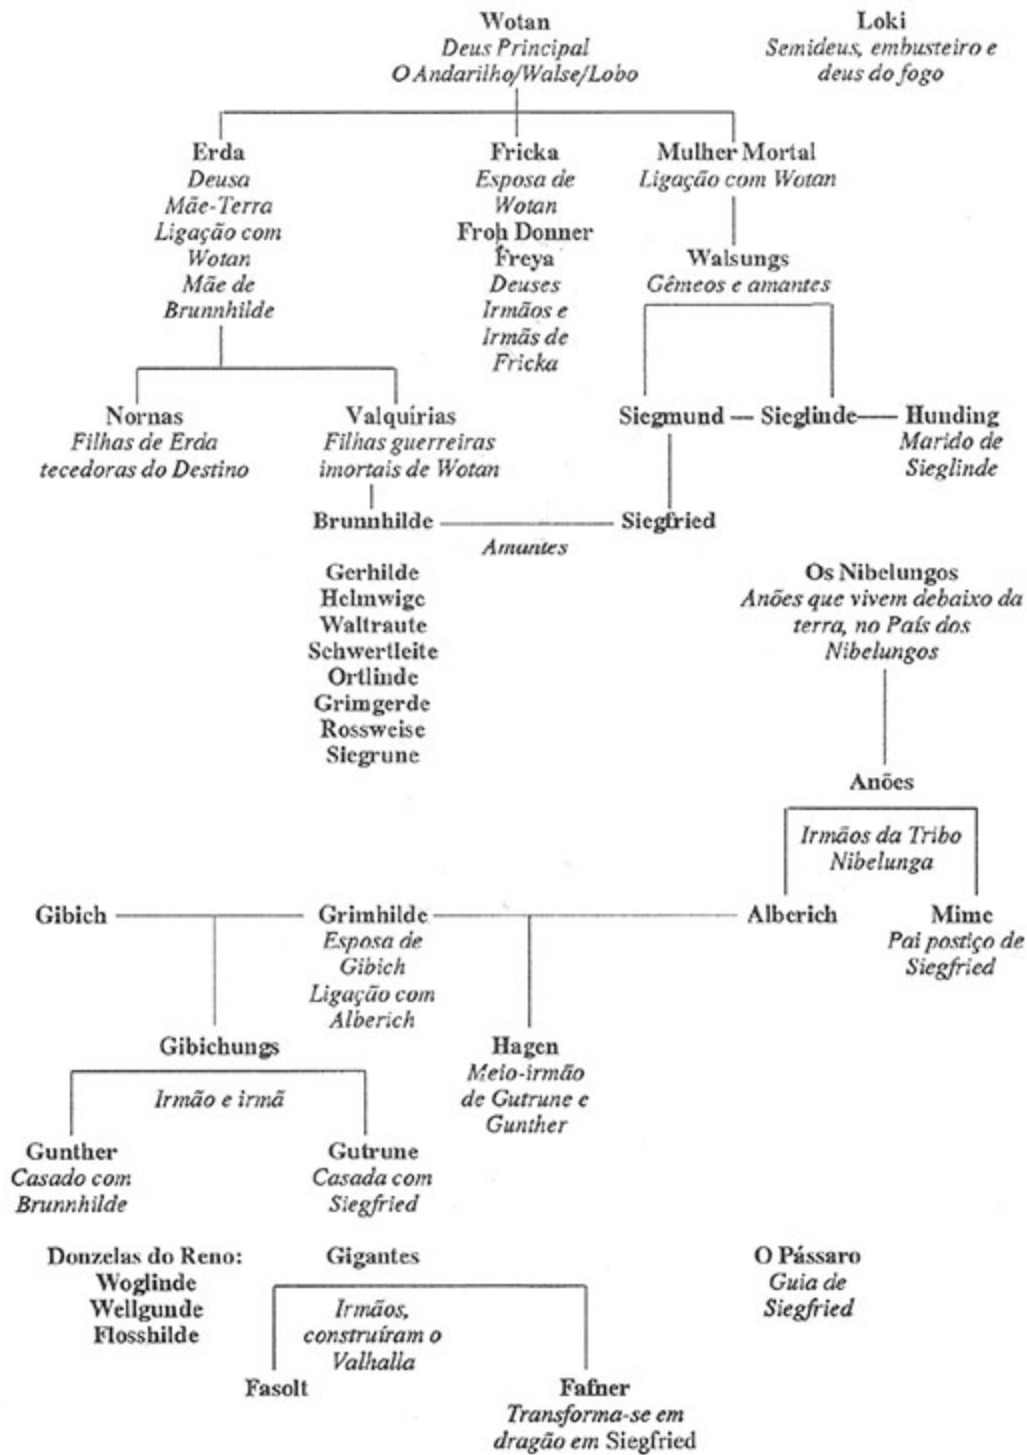 Wotan
Deus Principal
O Andarilho/Walse/Lobo
Loki
Semideus, embusteiro e
deus do fogo
Erda
Deusa
Mãe-Terra
Ligação com
Wotan
Mãe de
Brunnhilde
Fricka
Esposa de
Wotan
Froh Donner
Freya
Deuses
Irmãos e
Irmãs de
Fricka
Mulher Mortal
Ligação com Wotan
Walsungs
Gêmeos e amantes
Nornas
Filhas de Erda
tecedoras do Destino
Valquírias
Filhas guerreiras
imortais de Wotan
Siegmund
Sieglinde
Hunding
Marido de
Sieglinde
Brunnhilde
Amantes
Siegfried
Gerhilde
Helmwige
Waltraute
Schwertleite
Ortlinde
Grimgerde
Rossweise
Siegrune
Os Nibelungos
Anões que vivem debaixo da
terra, no País dos
Nibelungos
Anões
Irmãos da Tribo
Nibelunga
Gibich
Grimhilde
Esposa de
Gibich
Ligação com
Alberich
Alberich
Mime
Pai postiço de
Siegfried
Gibichungs
Irmão e irmã
Hagen
Meio-irmão
de Gutrune e
Gunther
Gunther
Casado com
Brunnhilde
Gutrune
Casada com
Siegfried
Donzelas do Reno:
Woglinde
Wellgunde
Flosshilde
Gigantes
Irmãos,
construíram o
Valhalla
Fasolt
Fafner
Transforma-se em
dragão em Siegfried
O Pássaro
Guia de
Siegfried